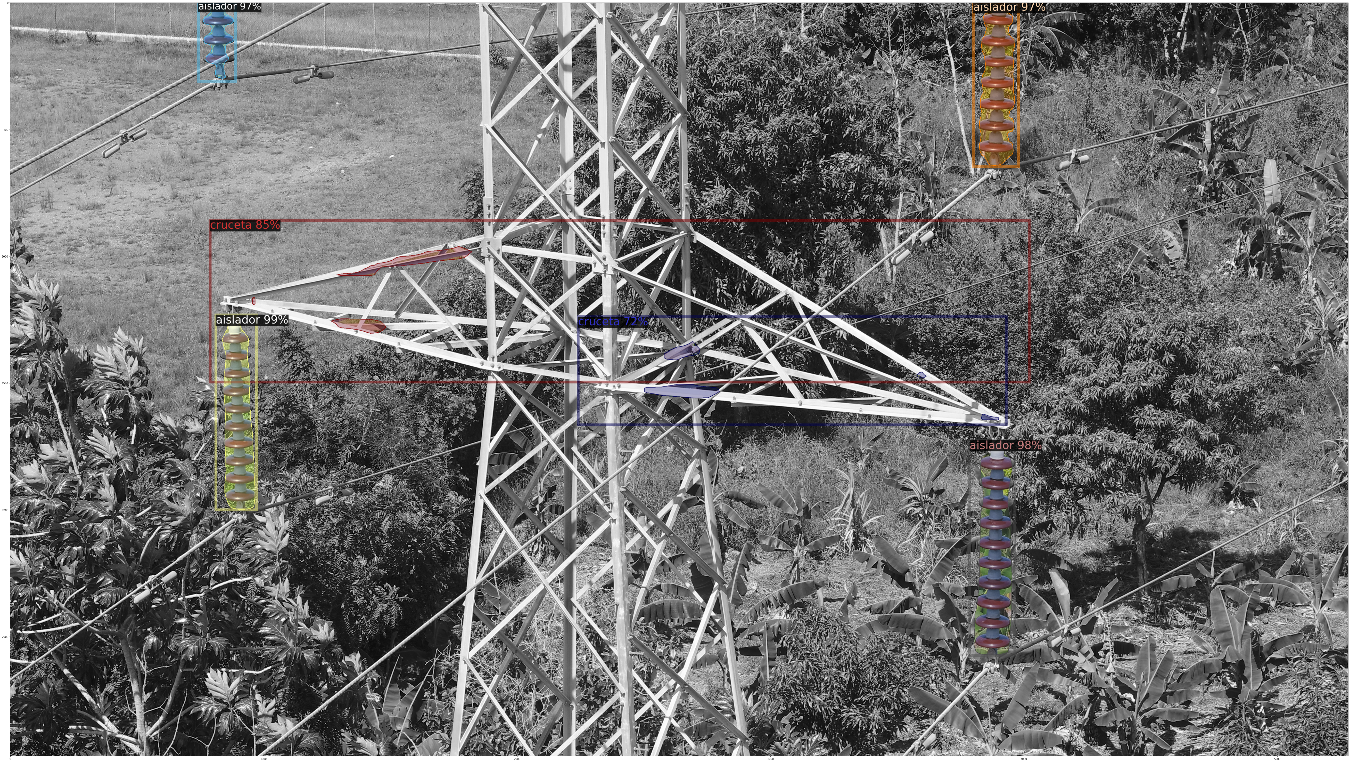 aislador 97%
aislador 97%
cruceta 85%
aislador 99%
cruceta 72%
aislador 98%